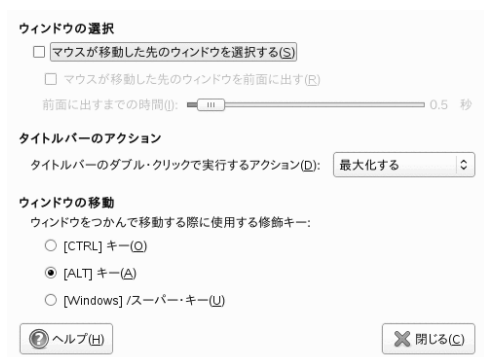 ウィンドウの選択
マウスが移動した先のウィンドウを選択する(S)
マウスが移動した先のウィンドウを前面に出す(R)
前面に出すまでの時間(I): 0.5 秒
タイトルバーのアクション
タイトルバーのダブル・クリックで実行するアクション(D): 最大化する
ウィンドウの移動
ウィンドウをつかんで移動する際に使用する修飾キー:
[CTRL] キー(O)
[ALT] キー(A)
[Windows] /スーパー・キー(U)
ヘルプ(H) 閉じる(C)